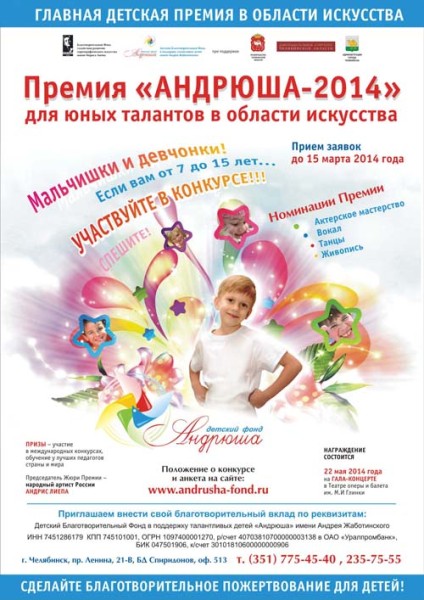 ГЛАВНАЯ ДЕТСКАЯ ПРЕМИЯ В ОБЛАСТИ ИСКУССТВА
Премия «АНДРЮША-2014»
для юных талантов в области искусства
Прием заявок
до 15 марта 2014 года
Мальчишки и девчонки!
Если вам от 7 до 15 лет...
УЧАСТВУЙТЕ В КОНКУРСЕ!!!
СПЕШИТЕ!
Номинации Премии
• Актерское мастерство
• Вокал
• Танцы
• Живопись
детский фонд
Андрюша
ПРИЗЫ – участие
в международных конкурсах,
обучение у лучших педагогов
страны и мира
Председатель Жюри Премии –
народный артист России
АНДРИС ЛИЕПА
Положение о конкурсе
и анкета на сайте:
www.andrusha-fond.ru
НАГРАЖДЕНИЕ
СОСТОИТСЯ
22 мая 2014 года
на ГАЛА-КОНЦЕРТЕ
в Театре оперы и балета
им. М.И Глинки
Приглашаем внести свой благотворительный вклад по реквизитам:
Детский Благотворительный Фонд в поддержку талантливых детей «Андрюша» имени Андрея Жаботинского
ИНН 7451286179 КПП 745101001, ОГРН 1097400001270, р/счет 40703810700000003138 в ОАО «Уралпромбанк»,
БИК 047501906, к/счет 30101810600000000906
г. Челябинск, пр. Ленина, 21-В, БД Спиридонов, оф. 513 т. (351) 775-45-40, 235-75-55
СДЕЛАЙТЕ БЛАГОТВОРИТЕЛЬНОЕ ПОЖЕРТВОВАНИЕ ДЛЯ ДЕТЕЙ!